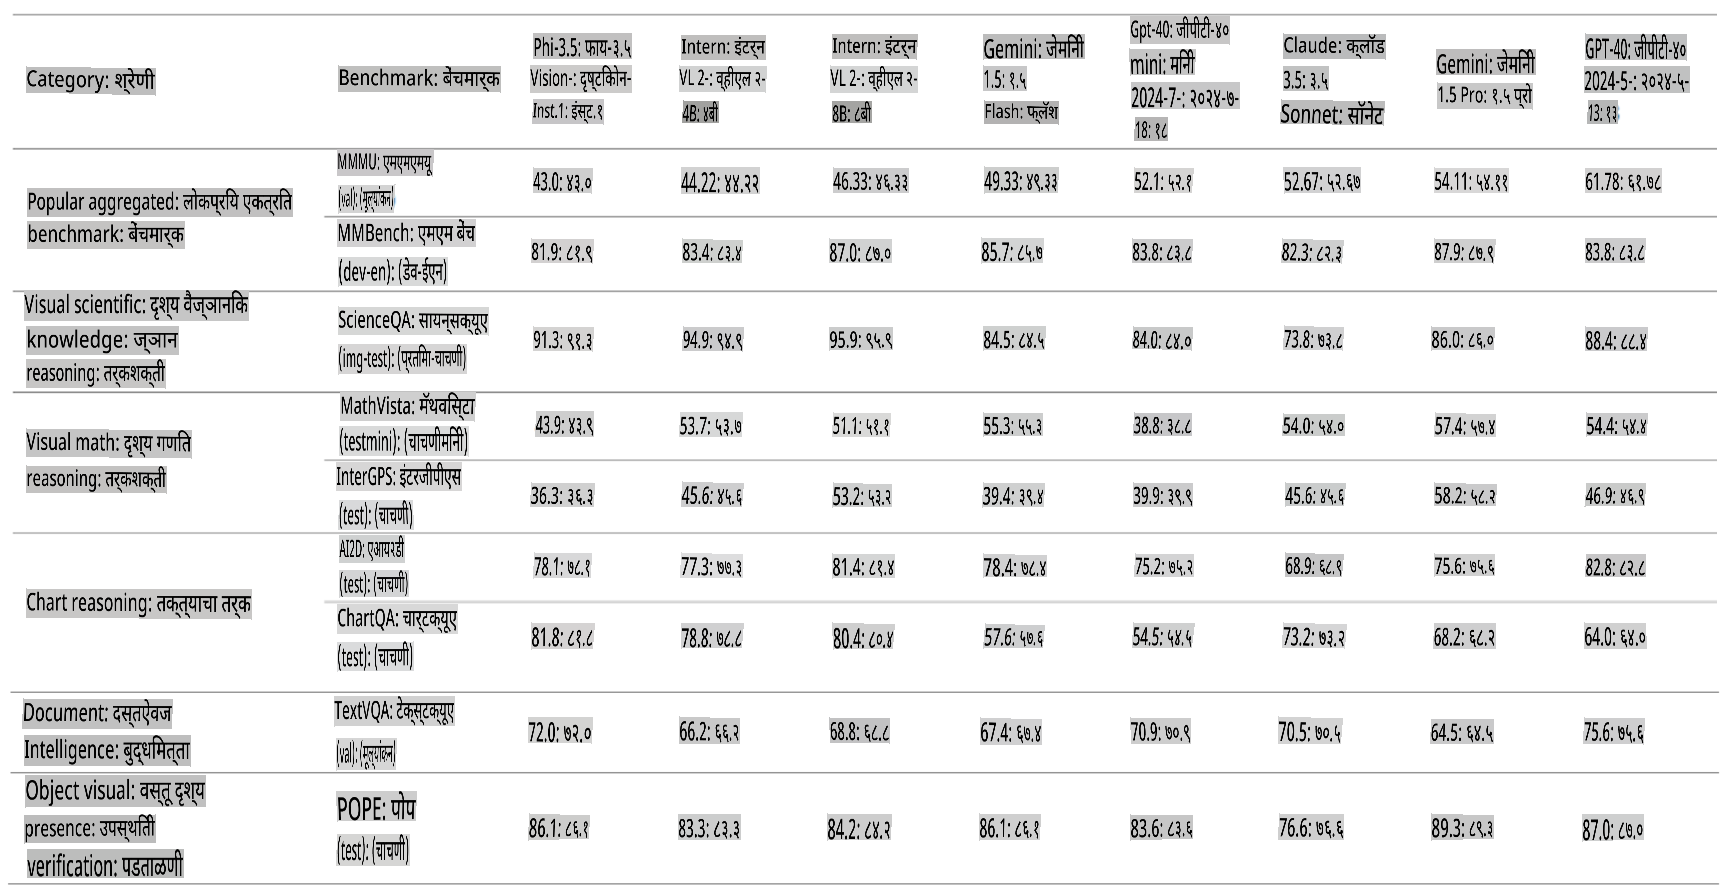 Category: श्रेणी
Benchmark: बेंचमार्क
Phi-3.5: फाय-३.५
Vision-: दृष्टिकोन-
Inst.1: इंस्ट.१
Intern: इंटर्न
VL 2-: व्हीएल २-
4B: ४बी
Intern: इंटर्न
VL 2-: व्हीएल २-
8B: ८बी
Gemini: जेमिनी
1.5: १.५
Flash: फ्लॅश
Gpt-40: जीपीटी-४०
mini: मिनी
2024-7-: २०२४-७-
18: १८
Claude: क्लॉड
3.5: ३.५
Sonnet: सॉनेट
Gemini: जेमिनी
1.5 Pro: १.५ प्रो
GPT-40: जीपीटी-४०
2024-5-: २०२४-५-
13: १३
Popular aggregated: लोकप्रिय एकत्रित
benchmark: बेंचमार्क
MMMU: एमएमएमयू
(val): (मूल्यांकन)
43.0: ४३.०
44.22: ४४.२२
46.33: ४६.३३
49.33: ४९.३३
52.1: ५२.१
52.67: ५२.६७
54.11: ५४.११
61.78: ६१.७८
MMBench: एमएम बेंच
(dev-en): (डेव-ईएन)
81.9: ८१.९
83.4: ८३.४
87.0: ८७.०
85.7: ८५.७
83.8: ८३.८
82.3: ८२.३
87.9: ८७.९
83.8: ८३.८
Visual scientific: दृश्य वैज्ञानिक
knowledge: ज्ञान
reasoning: तर्कशक्ती
ScienceQA: सायन्सक्यूए
(img-test): (प्रतिमा-चाचणी)
91.3: ९१.३
94.9: ९४.९
95.9: ९५.९
84.5: ८४.५
84.0: ८४.०
73.8: ७३.८
86.0: ८६.०
88.4: ८८.४
Visual math: दृश्य गणित
reasoning: तर्कशक्ती
MathVista: मॅथविस्टा
(testmini): (चाचणीमिनी)
43.9: ४३.९
53.7: ५३.७
51.1: ५१.१
55.3: ५५.३
38.8: ३८.८
54.0: ५४.०
57.4: ५७.४
54.4: ५४.४
InterGPS: इंटरजीपीएस
(test): (चाचणी)
36.3: ३६.३
45.6: ४५.६
53.2: ५३.२
39.4: ३९.४
39.9: ३९.९
45.6: ४५.६
58.2: ५८.२
46.9: ४६.९
Chart reasoning: तक्त्याचा तर्क
AI2D: एआय२डी
(test): (चाचणी)
78.1: ७८.१
77.3: ७७.३
81.4: ८१.४
78.4: ७८.४
75.2: ७५.२
68.9: ६८.९
75.6: ७५.६
82.8: ८२.८
ChartQA: चार्टक्यूए
(test): (चाचणी)
81.8: ८१.८
78.8: ७८.८
80.4: ८०.४
57.6: ५७.६
54.5: ५४.५
73.2: ७३.२
68.2: ६८.२
64.0: ६४.०
Document: दस्तऐवज
Intelligence: बुद्धिमत्ता
TextVQA: टेक्स्टक्यूए
(val): (मूल्यांकन)
72.0: ७२.०
66.2: ६६.२
68.8: ६८.८
67.4: ६७.४
70.9: ७०.९
70.5: ७०.५
64.5: ६४.५
75.6: ७५.६
Object visual: वस्तू दृश्य
presence: उपस्थिती
verification: पडताळणी
POPE: पोप
(test): (चाचणी)
86.1: ८६.१
83.3: ८३.३
84.2: ८४.२
86.1: ८६.१
83.6: ८३.६
76.6: ७६.६
89.3: ८९.३
87.0: ८७.०